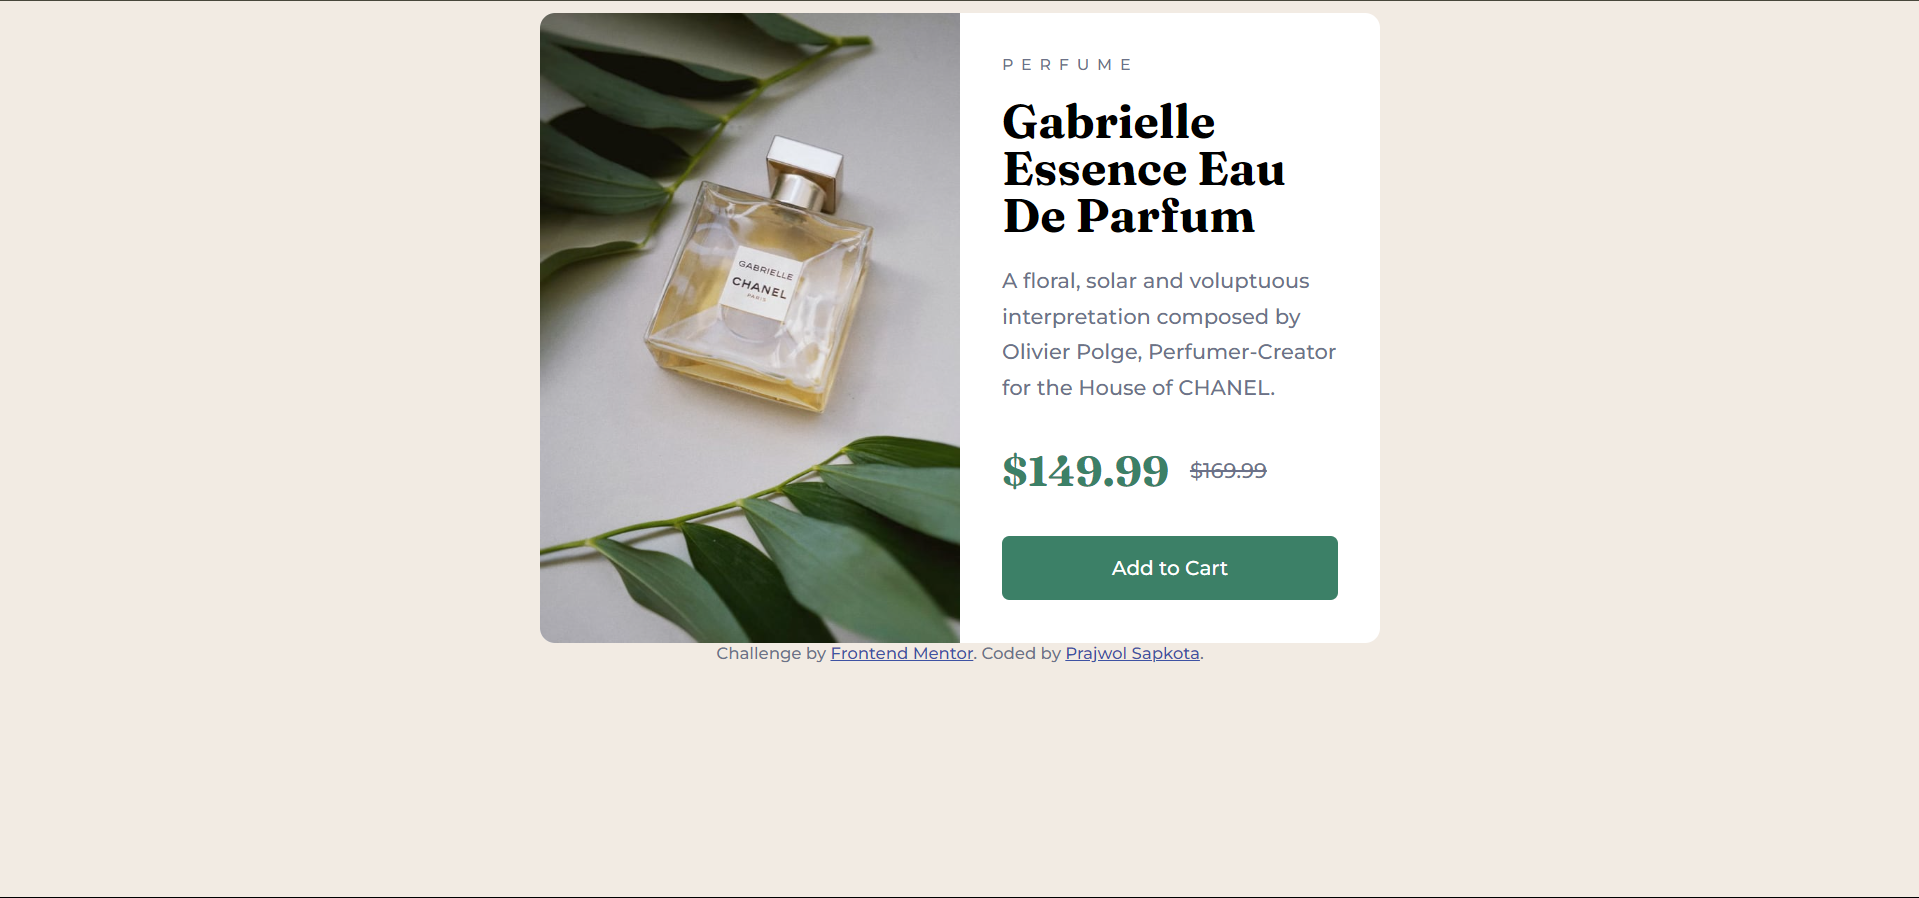 GABRIELLE
CHANEL
PARIS
PERFUME
Gabrielle
Essence Eau
De Parfum
A floral, solar and voluptuous
interpretation composed by
Olivier Polge, Perfumer-Creator
for the House of CHANEL.
$149.99 $169.99
Add to Cart
Challenge by Frontend Mentor. Coded by Prajwol Sapkota.